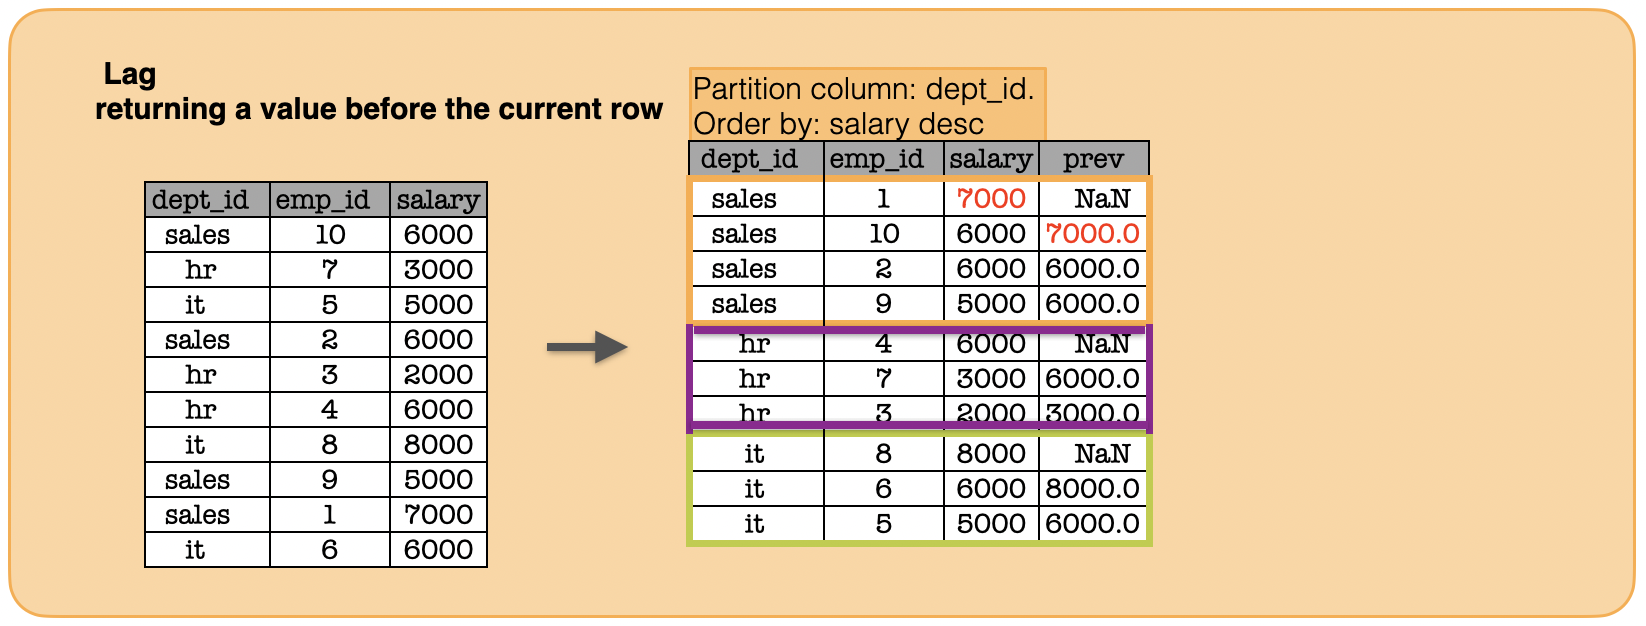 Lag
returning a value before the current row
dept_id emp_id salary
sales 10 6000
hr 7 3000
it 5 5000
sales 2 6000
hr 3 2000
hr 4 6000
it 8 8000
sales 9 5000
sales 1 7000
it 6 6000
Partition column: dept_id.
Order by: salary desc
dept_id emp_id salary prev
sales 1 7000 NaN
sales 10 6000 7000.0
sales 2 6000 6000.0
sales 9 5000 6000.0
hr 4 6000 NaN
hr 7 3000 6000.0
hr 3 2000 3000.0
it 8 8000 NaN
it 6 6000 8000.0
it 5 5000 6000.0